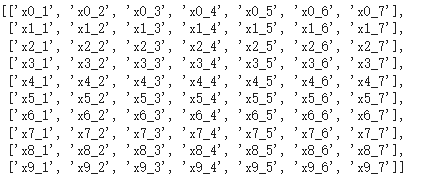 [['x0_1', 'x0_2', 'x0_3', 'x0_4', 'x0_5', 'x0_6', 'x0_7'],
['x1_1', 'x1_2', 'x1_3', 'x1_4', 'x1_5', 'x1_6', 'x1_7'],
['x2_1', 'x2_2', 'x2_3', 'x2_4', 'x2_5', 'x2_6', 'x2_7'],
['x3_1', 'x3_2', 'x3_3', 'x3_4', 'x3_5', 'x3_6', 'x3_7'],
['x4_1', 'x4_2', 'x4_3', 'x4_4', 'x4_5', 'x4_6', 'x4_7'],
['x5_1', 'x5_2', 'x5_3', 'x5_4', 'x5_5', 'x5_6', 'x5_7'],
['x6_1', 'x6_2', 'x6_3', 'x6_4', 'x6_5', 'x6_6', 'x6_7'],
['x7_1', 'x7_2', 'x7_3', 'x7_4', 'x7_5', 'x7_6', 'x7_7'],
['x8_1', 'x8_2', 'x8_3', 'x8_4', 'x8_5', 'x8_6', 'x8_7'],
['x9_1', 'x9_2', 'x9_3', 'x9_4', 'x9_5', 'x9_6', 'x9_7']]